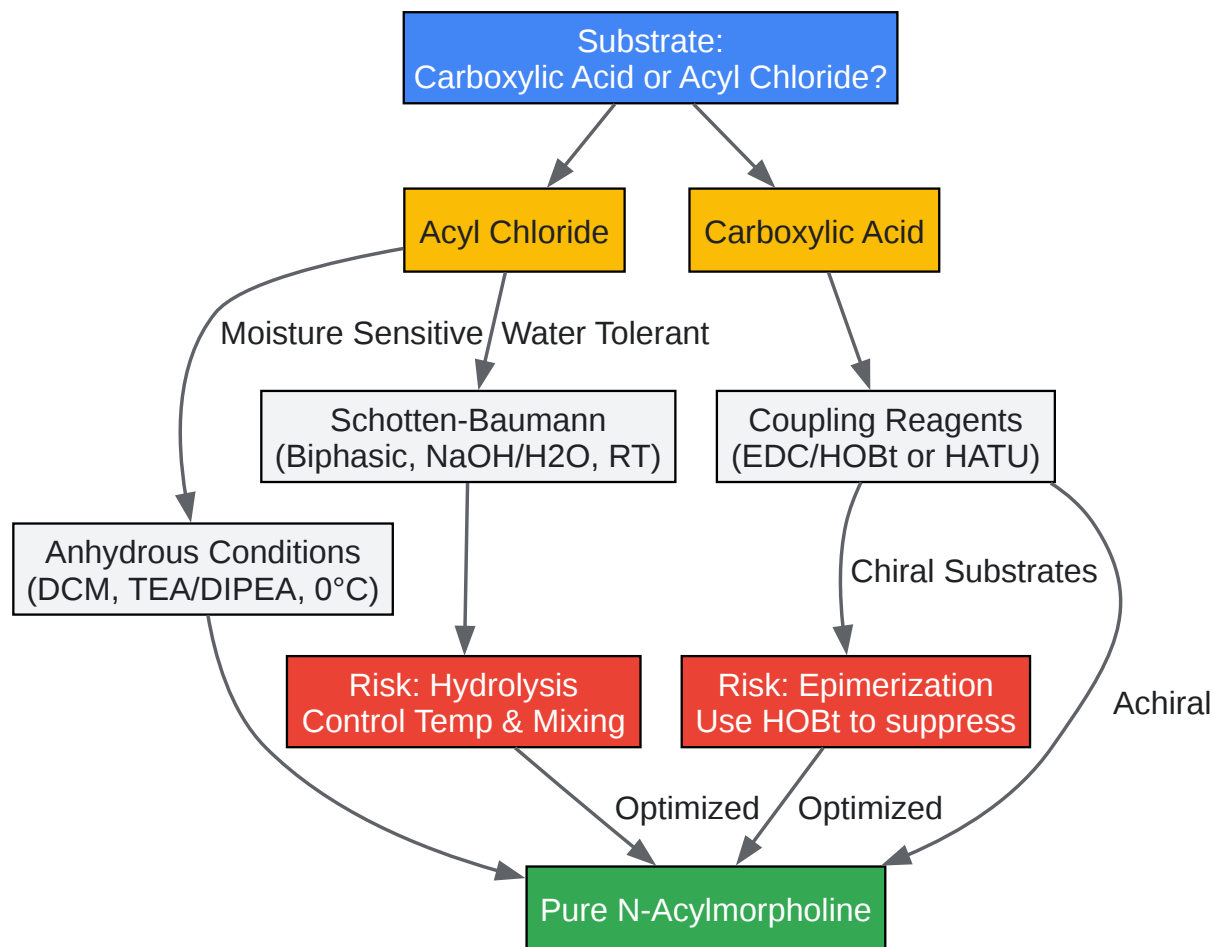 Substrate:
Carboxylic Acid or Acyl Chloride?
Acyl Chloride
Carboxylic Acid
Moisture Sensitive
Water Tolerant
Schotten-Baumann
(Biphasic, NaOH/H2O, RT)
Coupling Reagents
(EDC/HOBt or HATU)
Anhydrous Conditions
(DCM, TEA/DIPEA, 0°C)
Chiral Substrates
Risk: Hydrolysis
Control Temp & Mixing
Risk: Epimerization
Use HOBt to suppress
Achiral
Optimized
Optimized
Pure N-Acylmorpholine